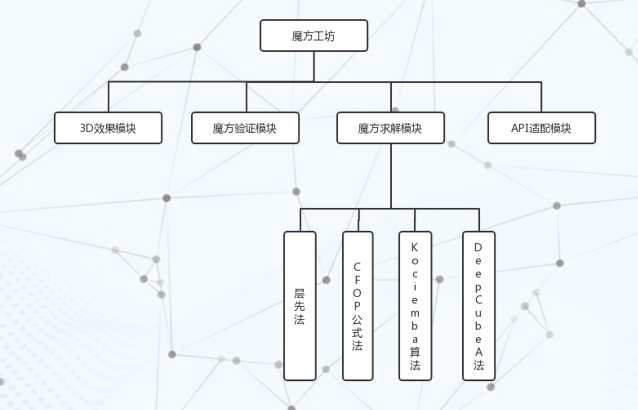 魔方工坊
3D效果模块
魔方验证模块
魔方求解模块
API适配模块
层先法
CFOP公式法
Kociemba算法
DeepCubeA法